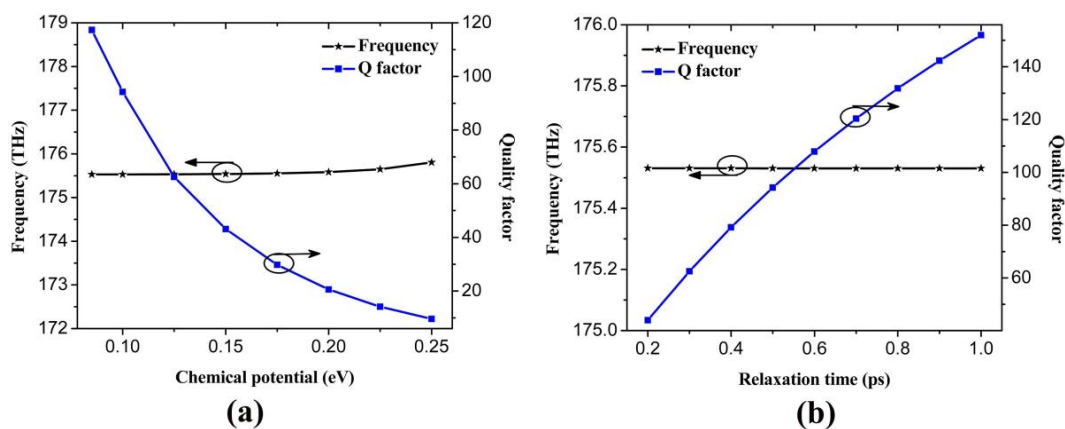 179
178
177
176
175
174
173
172
Frequency (THz)
Frequency
Q factor
120
100
80
60
40
20
Quality factor
0.10
0.15
0.20
0.25
Chemical potential (eV)
(a)
176.0
175.8
175.6
175.4
175.2
175.0
Frequency (THz)
Frequency
Q factor
140
120
100
80
60
Quality factor
0.2
0.4
0.6
0.8
1.0
Relaxation time (ps)
(b)